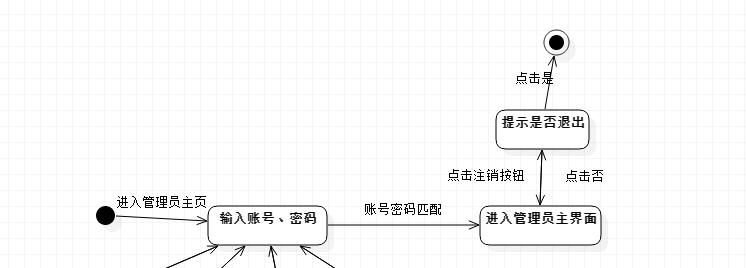 点击是
提示是否退出
点击注销按钮
点击否
进入管理员主页
输入账号、密码
账号密码匹配
进入管理员主界面